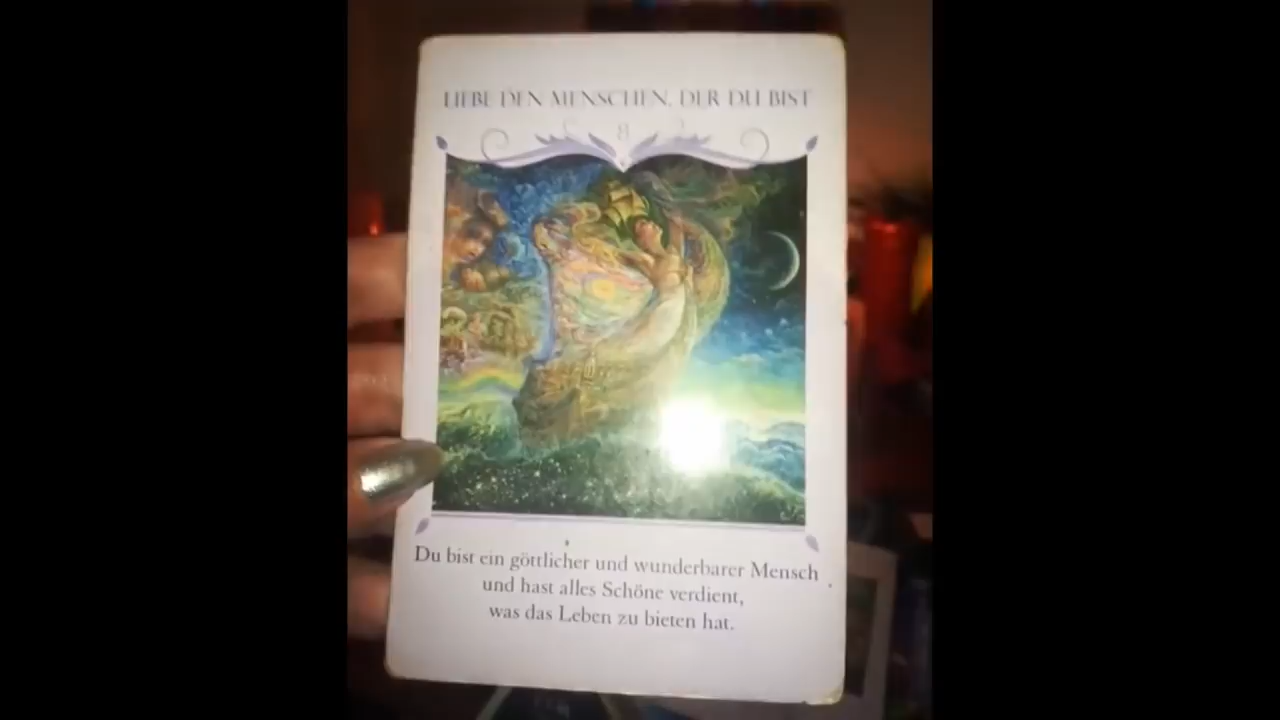 LIEBE DEN MENSCHEN, DER DU BIST
8
Du bist ein göttlicher und wunderbarer Mensch
und hast alles Schöne verdient,
was das Leben zu bieten hat.